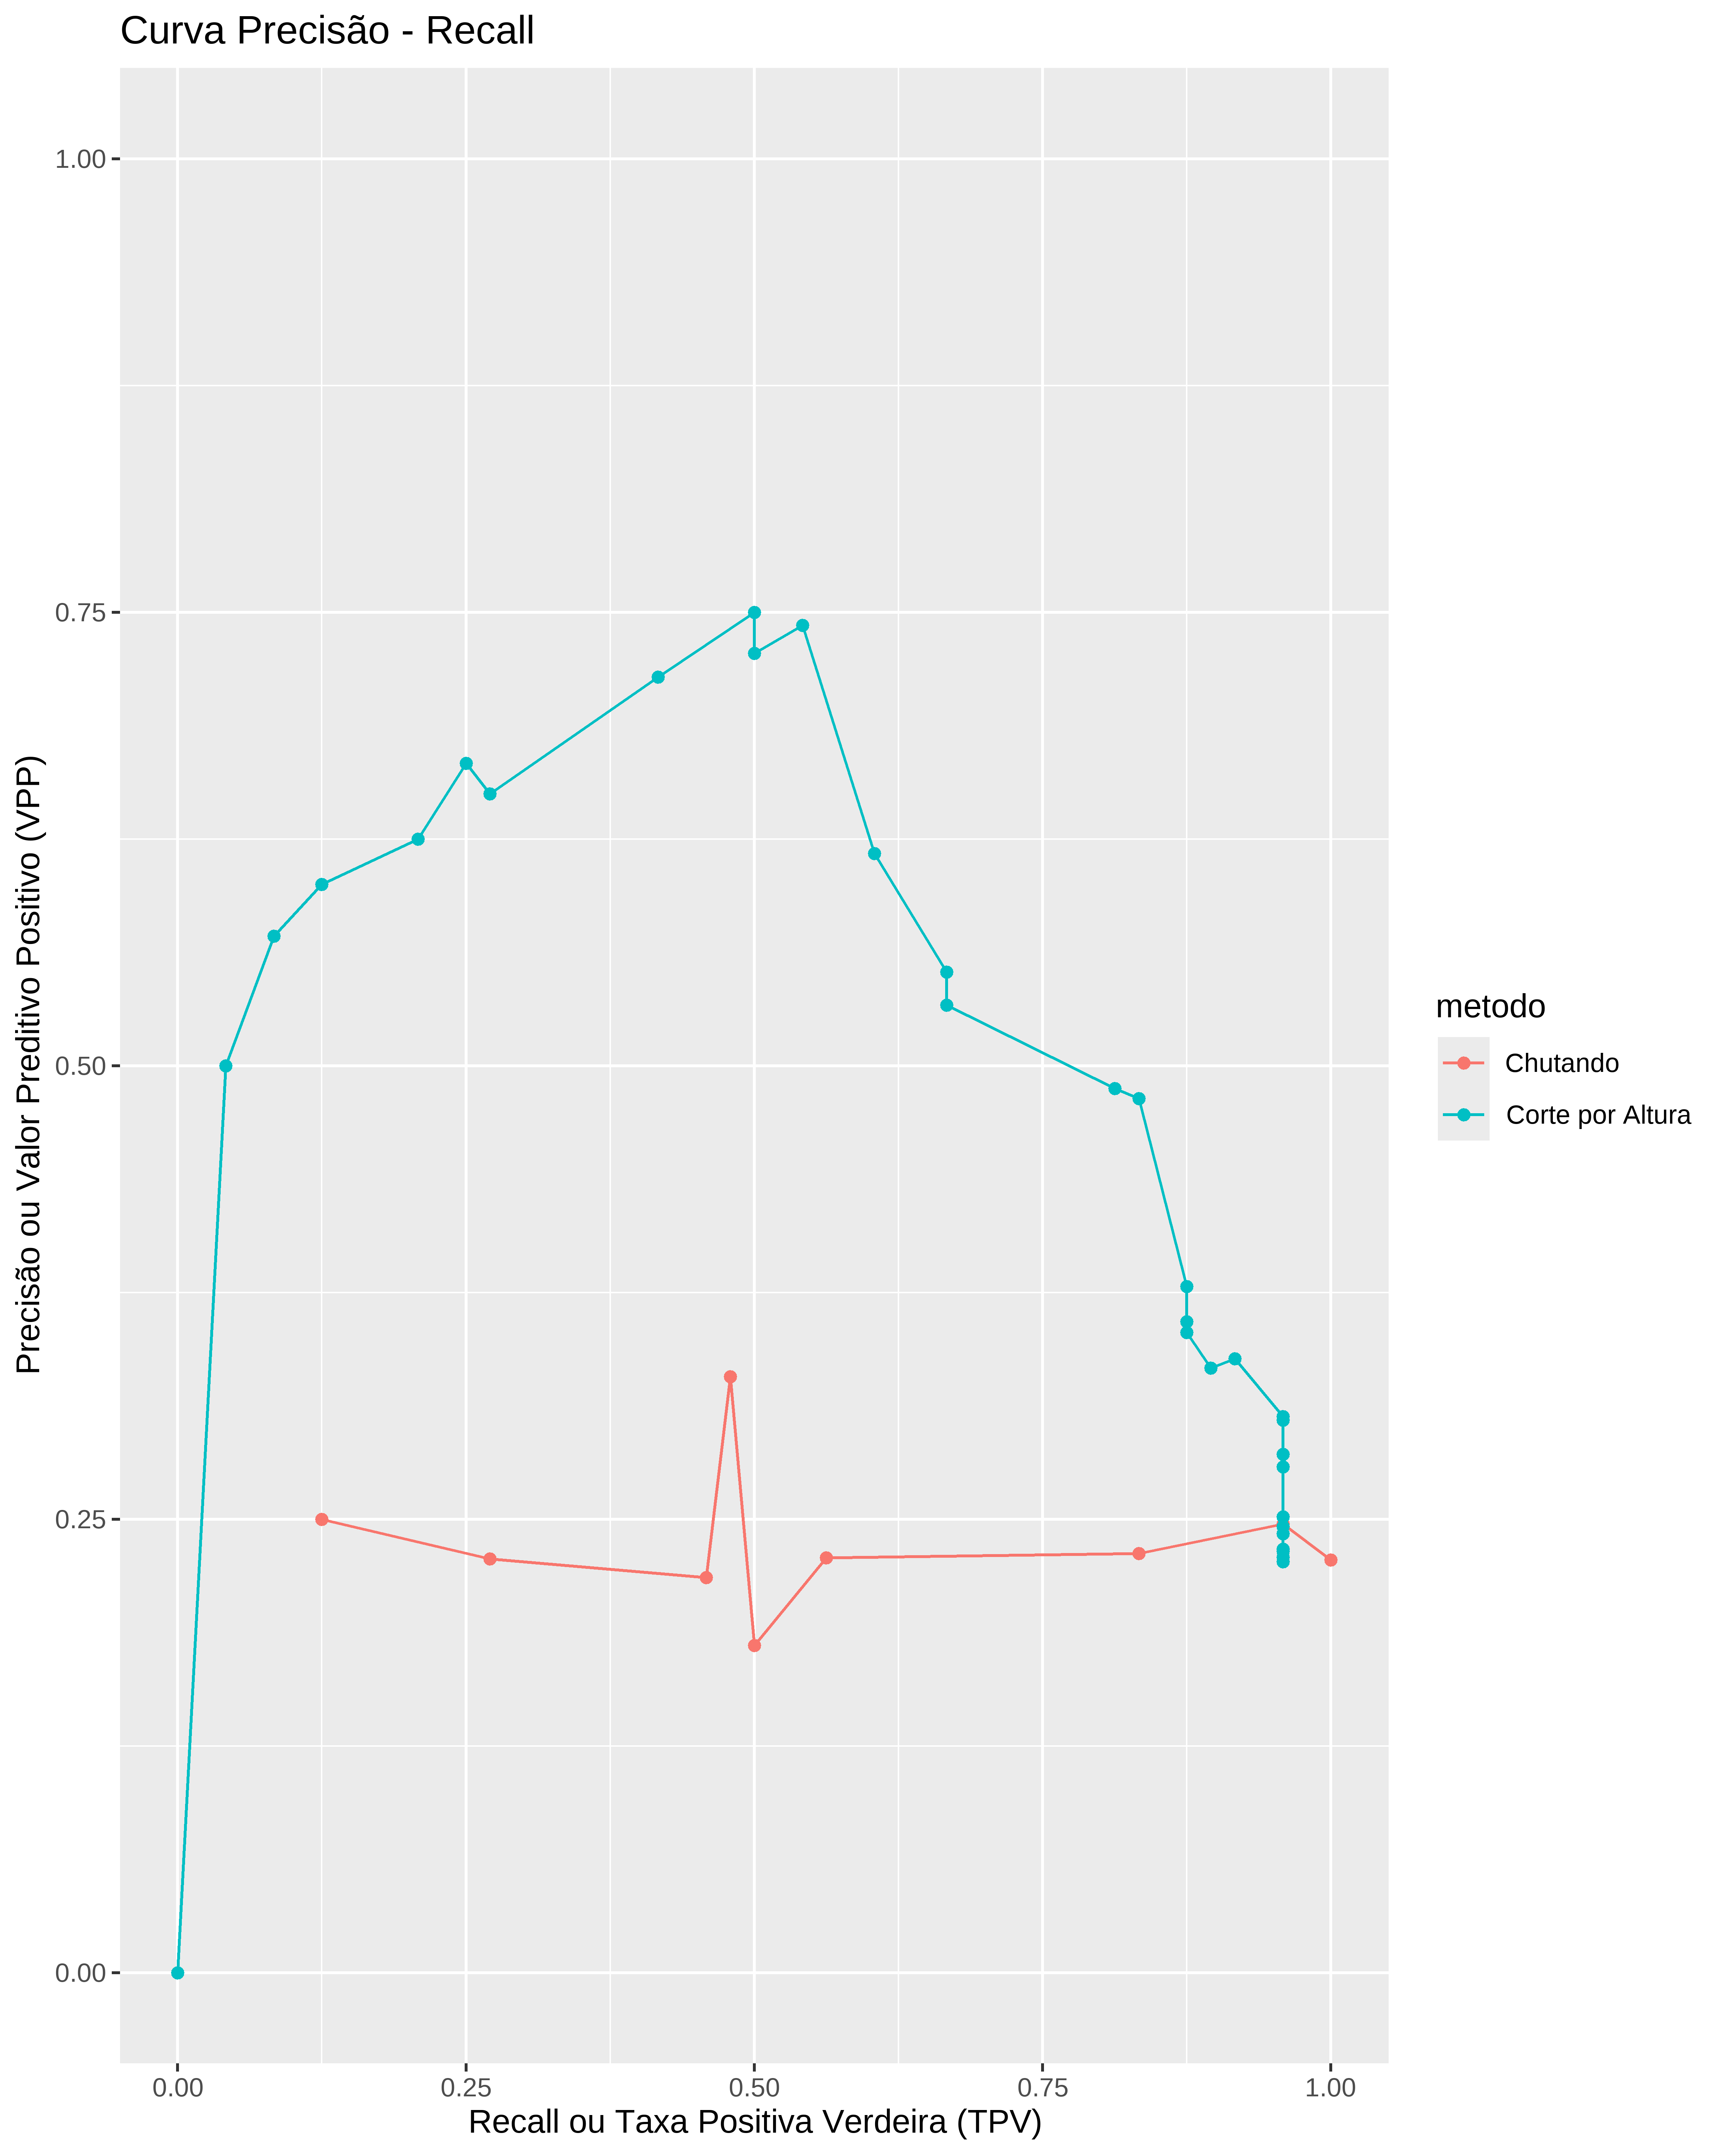 Curva Precisão - Recall
Precisão ou Valor Preditivo Positivo (VPP)
1.00
0.75
0.50
0.25
0.00
0.00 0.25 0.50 0.75 1.00
Recall ou Taxa Positiva Verdeira (TPV)
metodo
Chutando
Corte por Altura